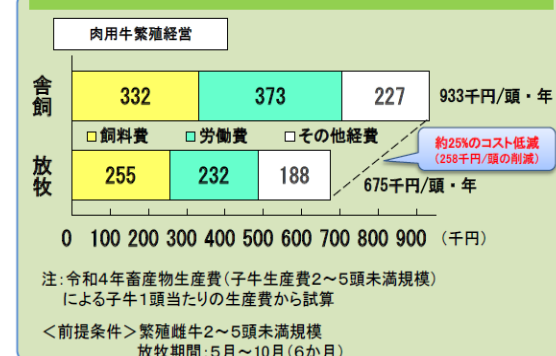 肉用牛繁殖経営
舎飼
332 373 227 933千円/頭・年
飼料費 労働費 その他経費
約25%のコスト低減
(258千円/頭の削減)
放牧
255 232 188 675千円/頭・年
0 100 200 300 400 500 600 700 800 900 (千円)
注:令和4年畜産物生産費(子牛生産費2～5頭未満規模)
による子牛1頭当たりの生産費から試算
＜前提条件＞繁殖雌牛2～5頭未満規模
放牧期間:5月～10月(6か月)